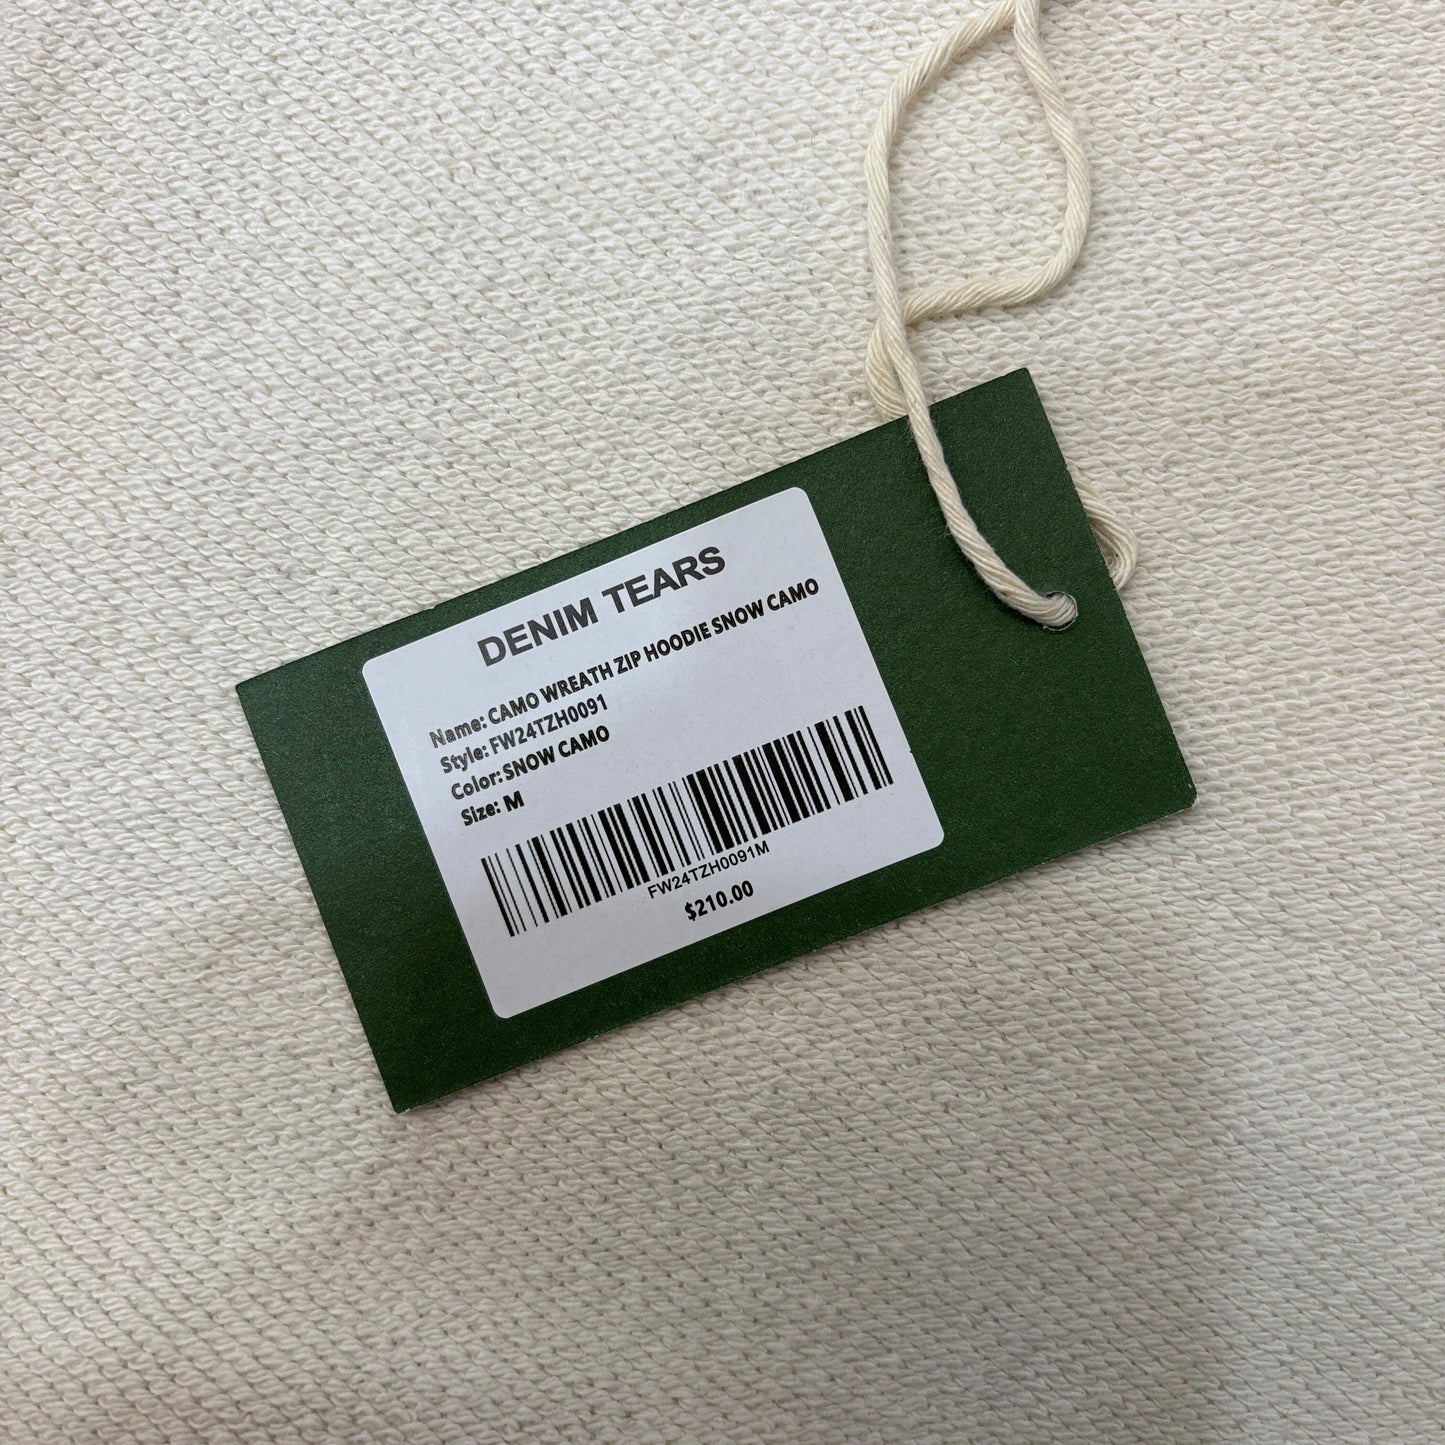 DENIM TEARS
Name: CAMO WREATH ZIP HOODIE SNOW CAMO
Style: FW24TZH0091
Color: SNOW CAMO
Size: M
FW24TZH0091M
$210.00